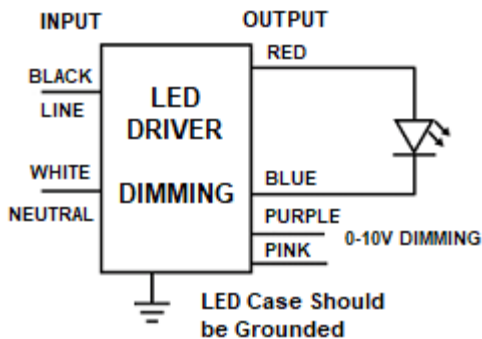 INPUT
OUTPUT
BLACK
LINE
WHITE
NEUTRAL
LED
DRIVER
DIMMING
RED
BLUE
PURPLE
PINK
0-10V DIMMING
LED Case Should
be Grounded